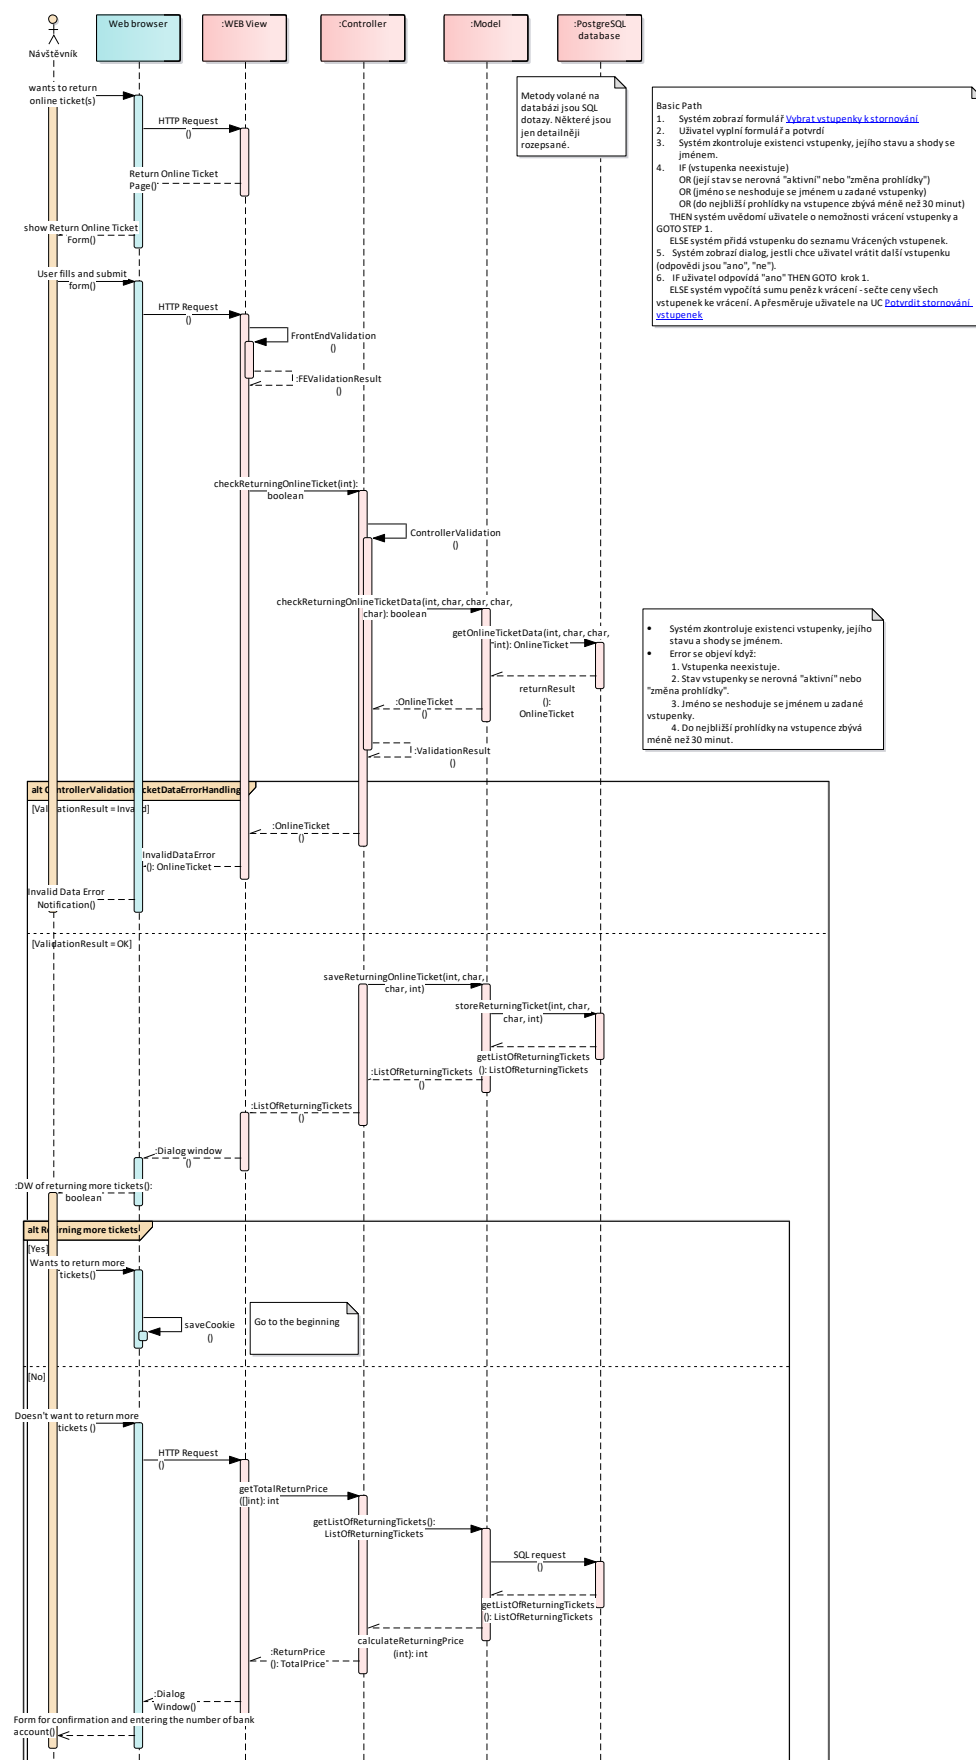 Návštěvník
Web browser
:WEB View
:Controller
:Model
:PostgreSQL
database
wants to return
online ticket(s)
HTTP Request
()
Return Online Ticket
Page()
show Return Online Ticket
Form()
User fills and submit
form()
HTTP Request
()
FrontEndValidation
()
:FEValidationResult
()
Metody volané na
databázi jsou SQL
dotazy. Některé jsou
jen detailněji
rozepsané.
Basic Path
1. Systém zobrazí formulář Vybrat vstupenky k stornování
2. Uživatel vyplní formulář a potvrdí
3. Systém zkontroluje existenci vstupenky, jejího stavu a shody se
jménem.
4. IF (vstupenka neexistuje)
OR (její stav se nerovná "aktivní" nebo "změna prohlídky")
OR (jméno se neshoduje se jménem u zadané vstupenky)
OR (do nejbližší prohlídky na vstupence zbývá méně než 30 minut)
THEN systém uvědomí uživatele o nemožnosti vrácení vstupenky a
GOTO STEP 1.
ELSE systém přidá vstupenku do seznamu Vrácených vstupenek.
5. Systém zobrazí dialog, jestli chce uživatel vrátit další vstupenku
(odpovědi jsou "ano", "ne").
6. IF uživatel odpovídá "ano" THEN GOTO krok 1.
ELSE systém vypočítá sumu peněz k vrácení - sečte ceny všech
vstupenek ke vrácení. A přesměruje uživatele na UC Potvrdit stornování
vstupenek
checkReturningOnlineTicket(int):
boolean
ControllerValidation
()
checkReturningOnlineTicketData(int, char, char, char,
char): boolean
getOnlineTicketData(int, char, char,
int): OnlineTicket
returnResult
():
OnlineTicket
:OnlineTicket
()
:ValidationResult
()
• Systém zkontroluje existenci vstupenky, jejího
stavu a shody se jménem.
• Error se objeví když:
1. Vstupenka neexistuje.
2. Stav vstupenky se nerovná "aktivní" nebo
"změna prohlídky".
3. Jméno se neshoduje se jménem u zadané
vstupenky.
4. Do nejbližší prohlídky na vstupence zbývá
méně než 30 minut.
alt ControllerValidationTicketDataErrorHandling
[ValidationResult = Invalid]
:OnlineTicket
()
InvalidDataError
(): OnlineTicket
Invalid Data Error
Notification()
[ValidationResult = OK]
saveReturningOnlineTicket(int, char,
char, int)
storeReturningTicket(int, char,
char, int)
getListOfReturningTickets
(): ListOfReturningTickets
:ListOfReturningTickets
()
:ListOfReturningTickets
()
:Dialog window
()
:DW of returning more tickets():
boolean
alt Returning more tickets
[Yes]
Wants to return more
tickets()
saveCookie
()
Go to the beginning
[No]
Doesn't want to return more
tickets ()
HTTP Request
()
getTotalReturnPrice
([]int): int
getListOfReturningTickets():
ListOfReturningTickets
SQL request
()
getListOfReturningTickets
(): ListOfReturningTickets
calculateReturningPrice
(int): int
:ReturnPrice
(): TotalPrice
:Dialog
Window()
Form for confirmation and entering the number of bank
account()